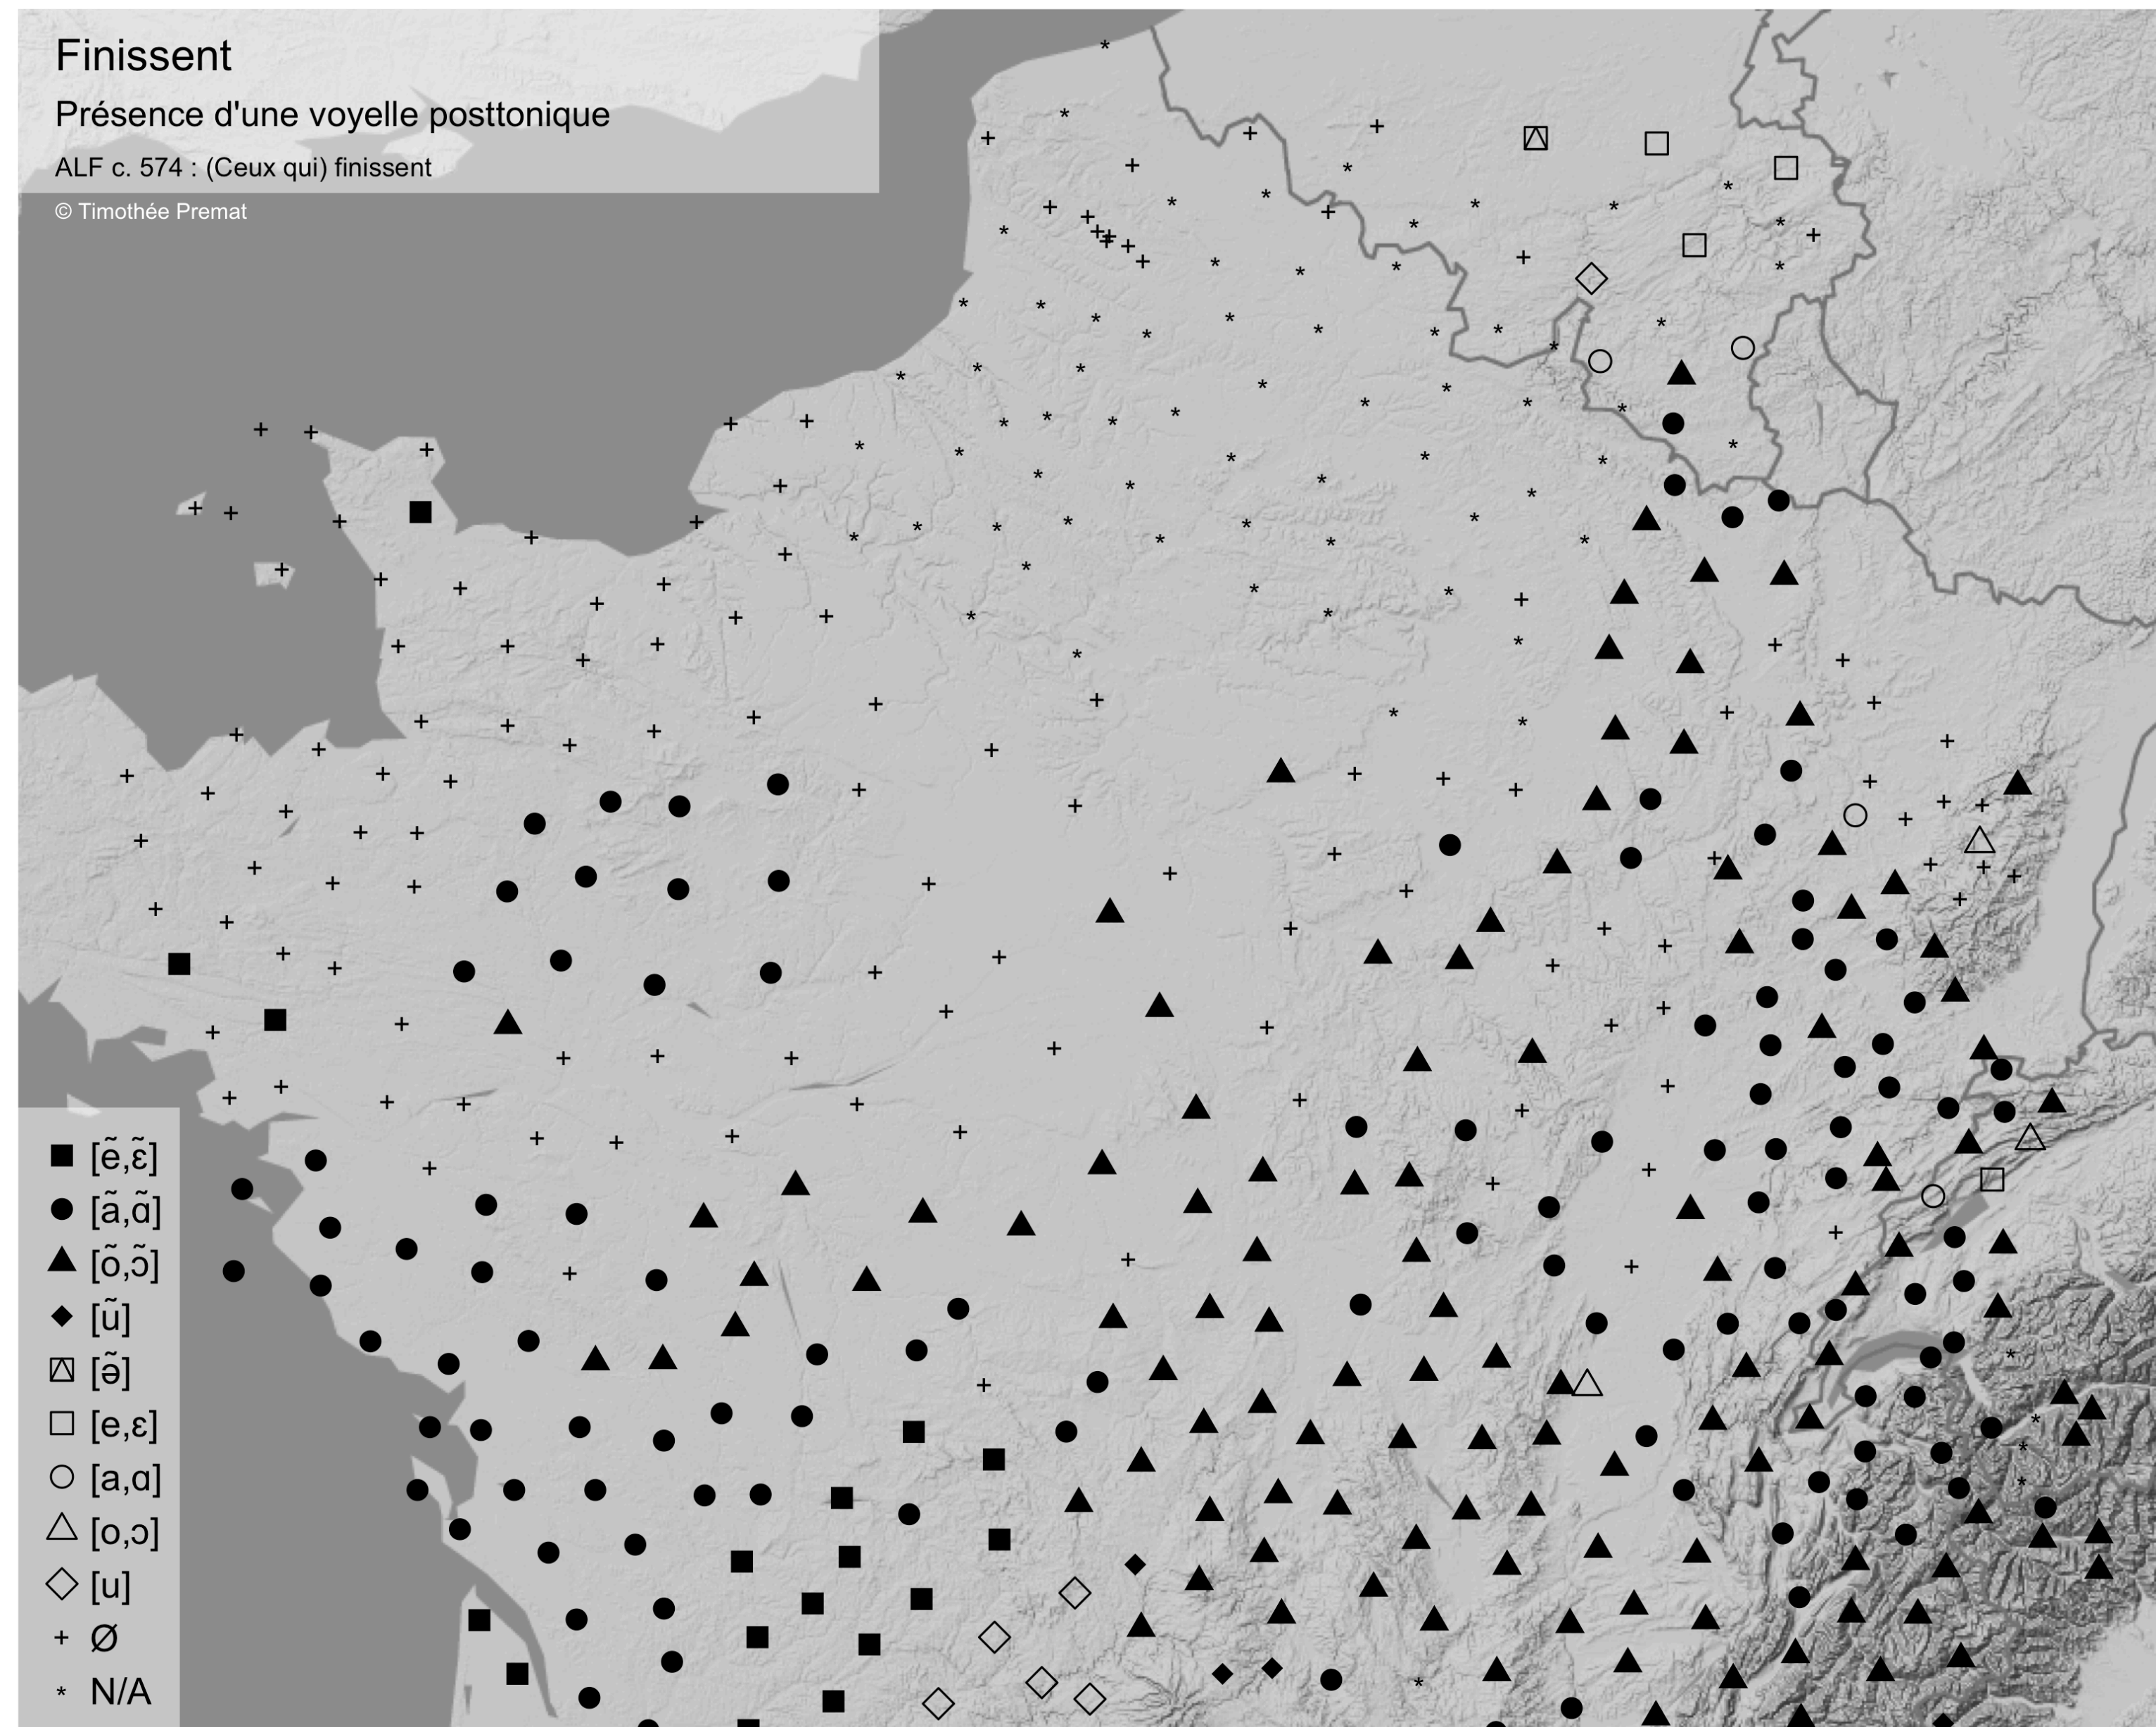 Finissent
Présence d'une voyelle posttonique
ALF c. 574 : (Ceux qui) finissent
© Timothée Premat
[ẽ,ɛ̃]
[ã,ɑ̃]
[õ,ɔ̃]
[ũ]
[ə̃]
[e,ɛ]
[a,ɑ]
[o,ɔ]
[u]
Ø
N/A